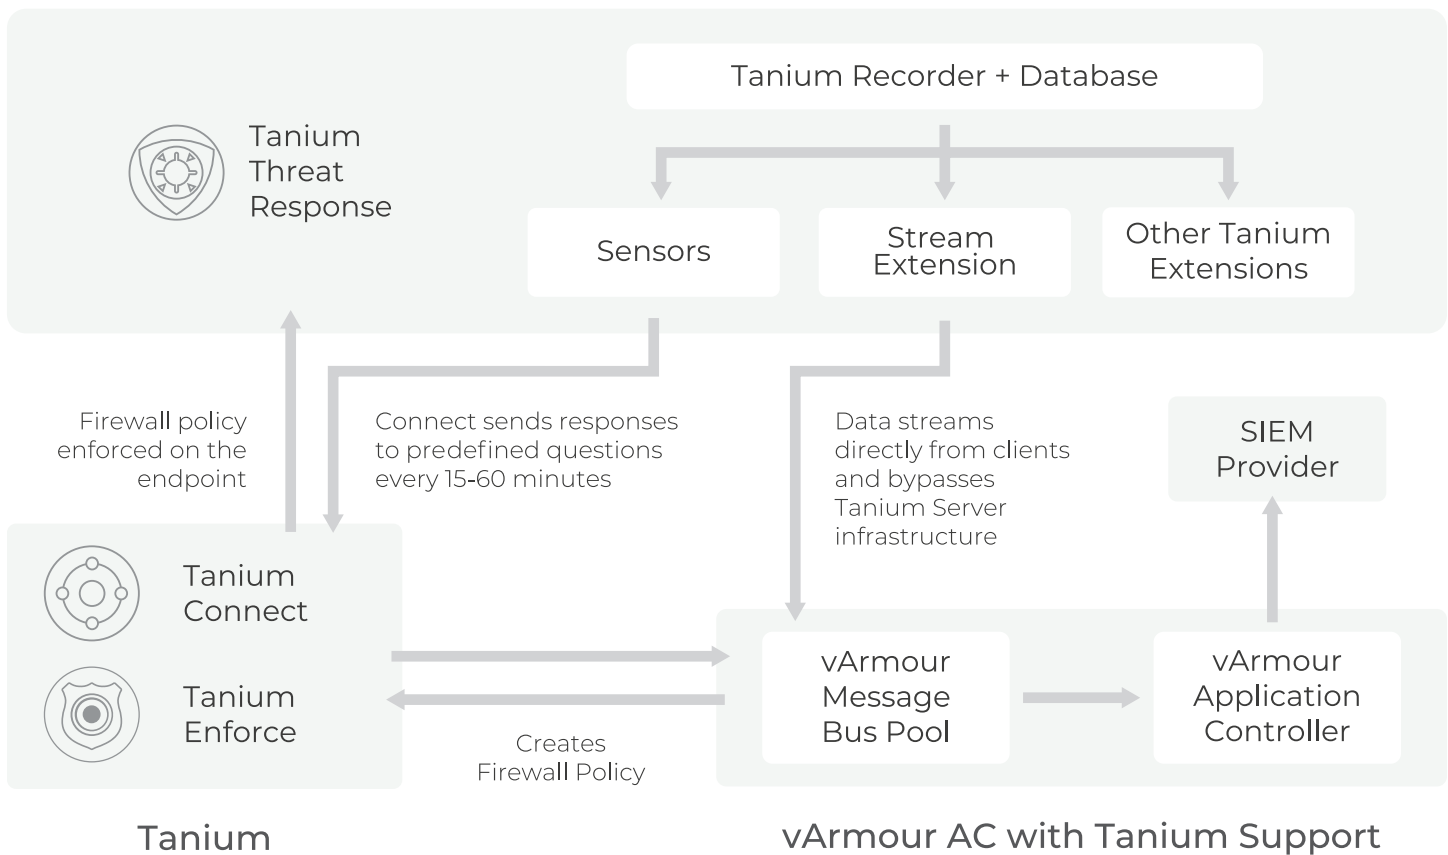 Tanium Recorder + Database
Tanium
Threat
Response
Sensors
Stream
Extension
Other Tanium
Extensions
Firewall policy
enforced on the
endpoint
Connect sends responses
to predefined questions
every 15-60 minutes
Data streams
directly from clients
and bypasses
Tanium Server
infrastructure
SIEM
Provider
Tanium
Connect
Tanium
Enforce
Creates
Firewall Policy
vArmour
Message
Bus Pool
vArmour
Application
Controller
Tanium
vArmour AC with Tanium Support